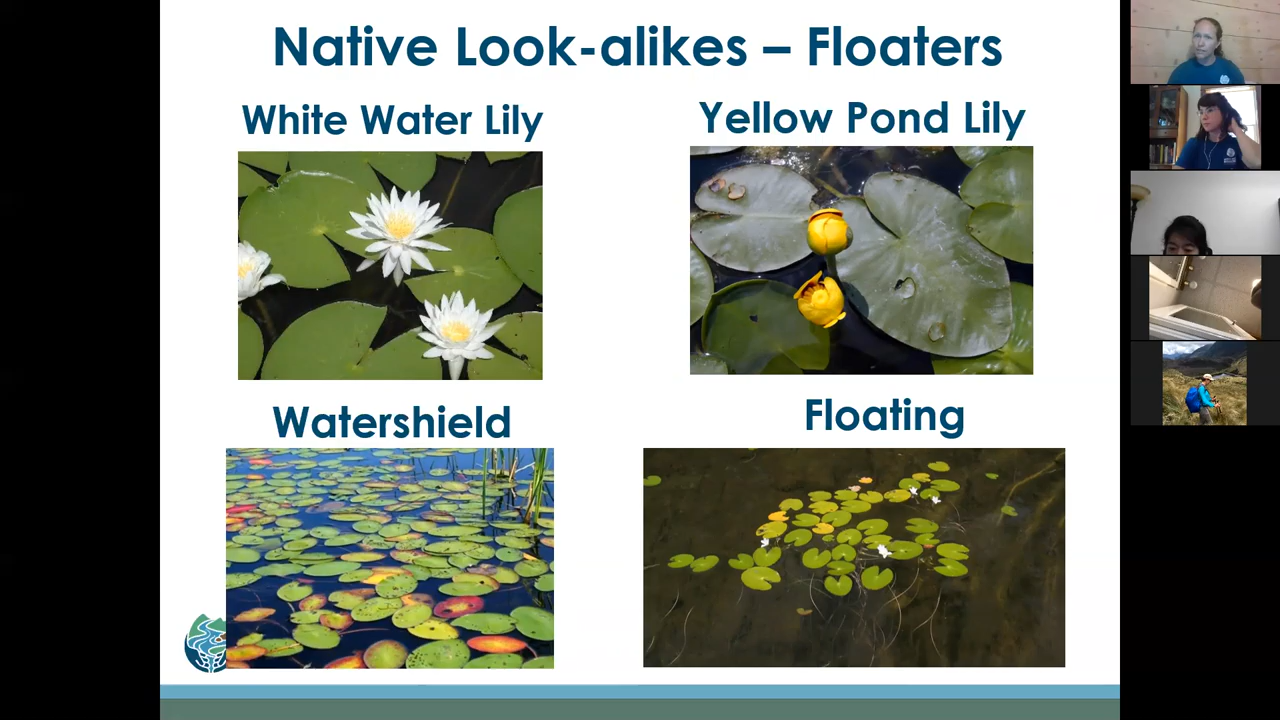 Native Look-alikes – Floaters
White Water Lily
Yellow Pond Lily
Watershield
Floating